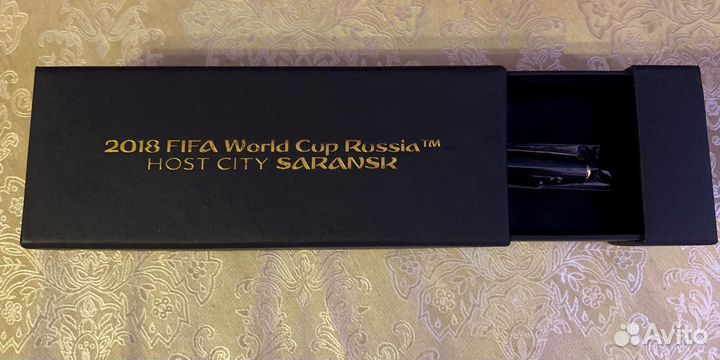 2018 FIFA World Cup Russia™
HOST CITY SARANSK
Avito